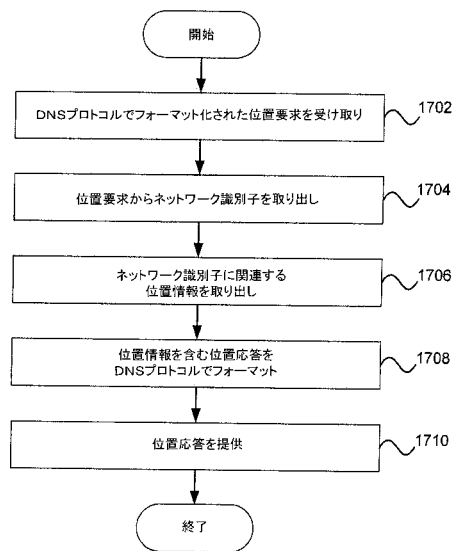 開始
DNSプロトコルでフォーマット化された位置要求を受け取り
1702
位置要求からネットワーク識別子を取り出し
1704
ネットワーク識別子に関連する
位置情報を取り出し
1706
位置情報を含む位置応答を
DNSプロトコルでフォーマット
1708
位置応答を提供
1710
終了